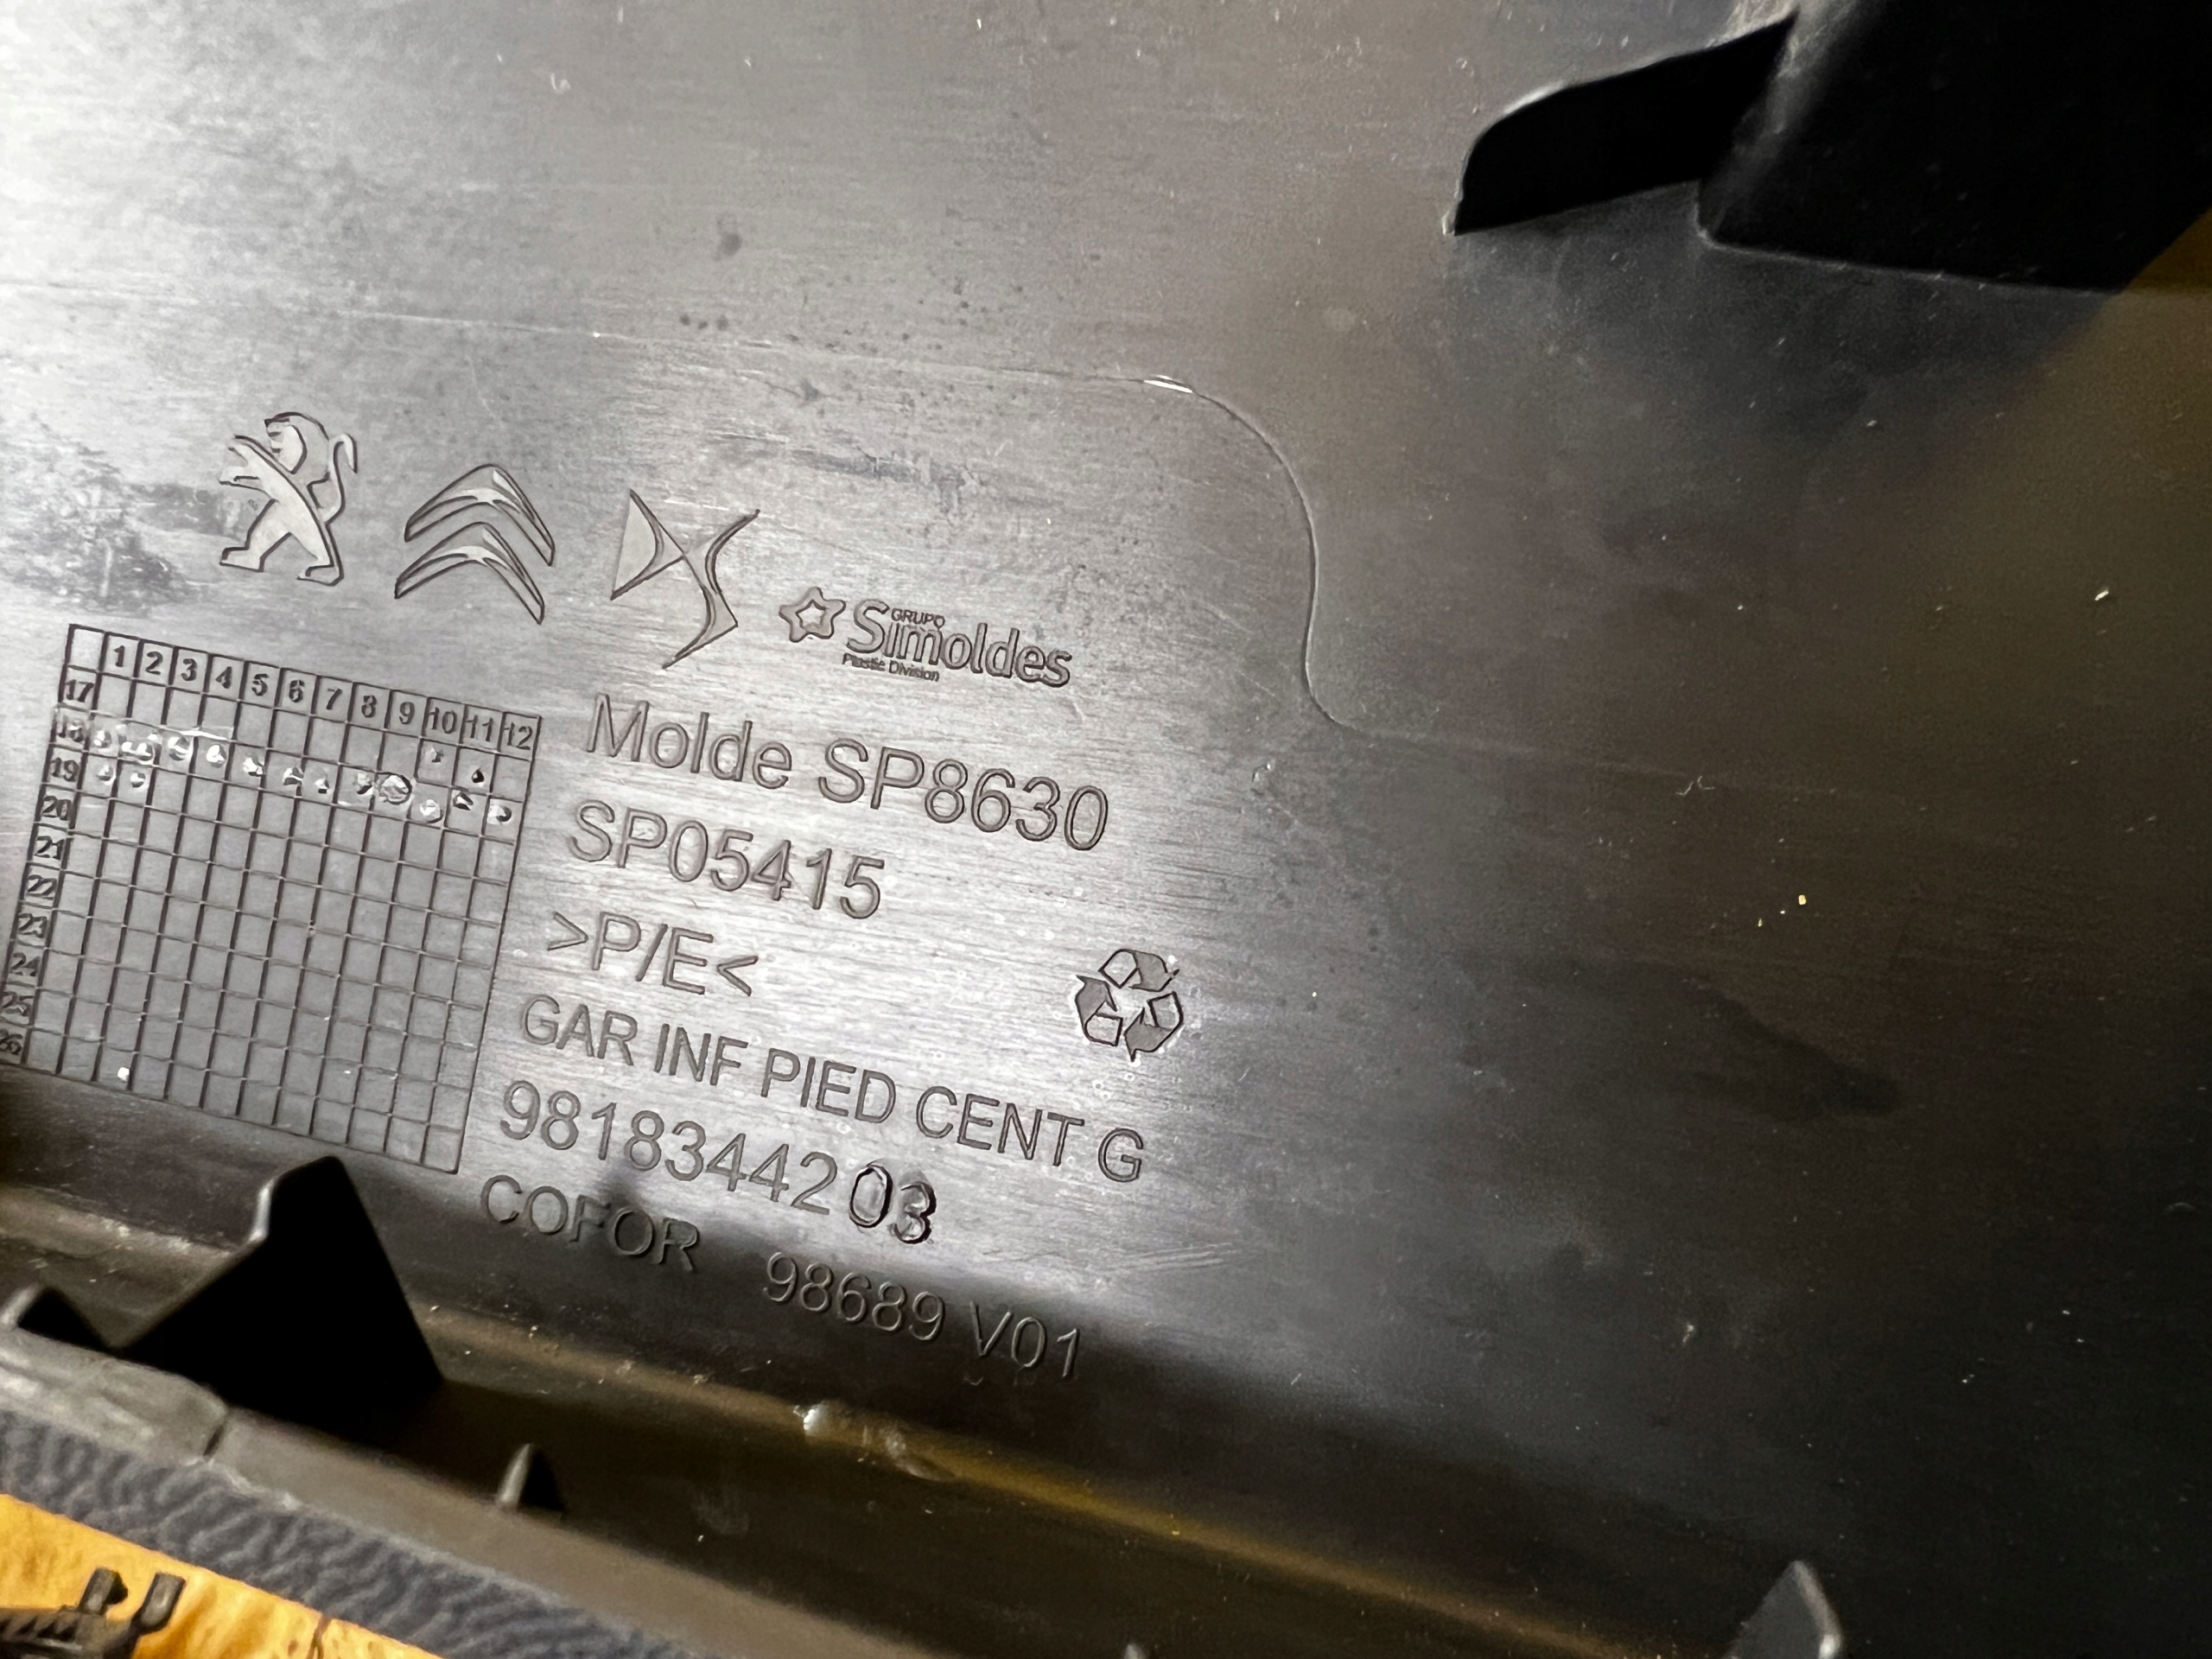 GRUPO
Simoldes
Plastic Division
1 2 3 4 5 6 7 8 9 10 11 12
17
18
19
20
21
22
23
24
25
26
Molde SP8630
SP05415
>P/E<
GAR INF PIED CENT G
9818344203
COFOR 98689 V01